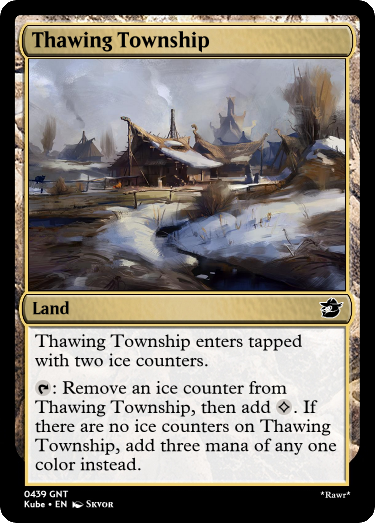 Thawing Township
Land
Thawing Township enters tapped
with two ice counters.
: Remove an ice counter from
Thawing Township, then add . If
there are no ice counters on Thawing
Township, add three mana of any one
color instead.
0439 GNT
Kube • EN Skvor
*Rawr*